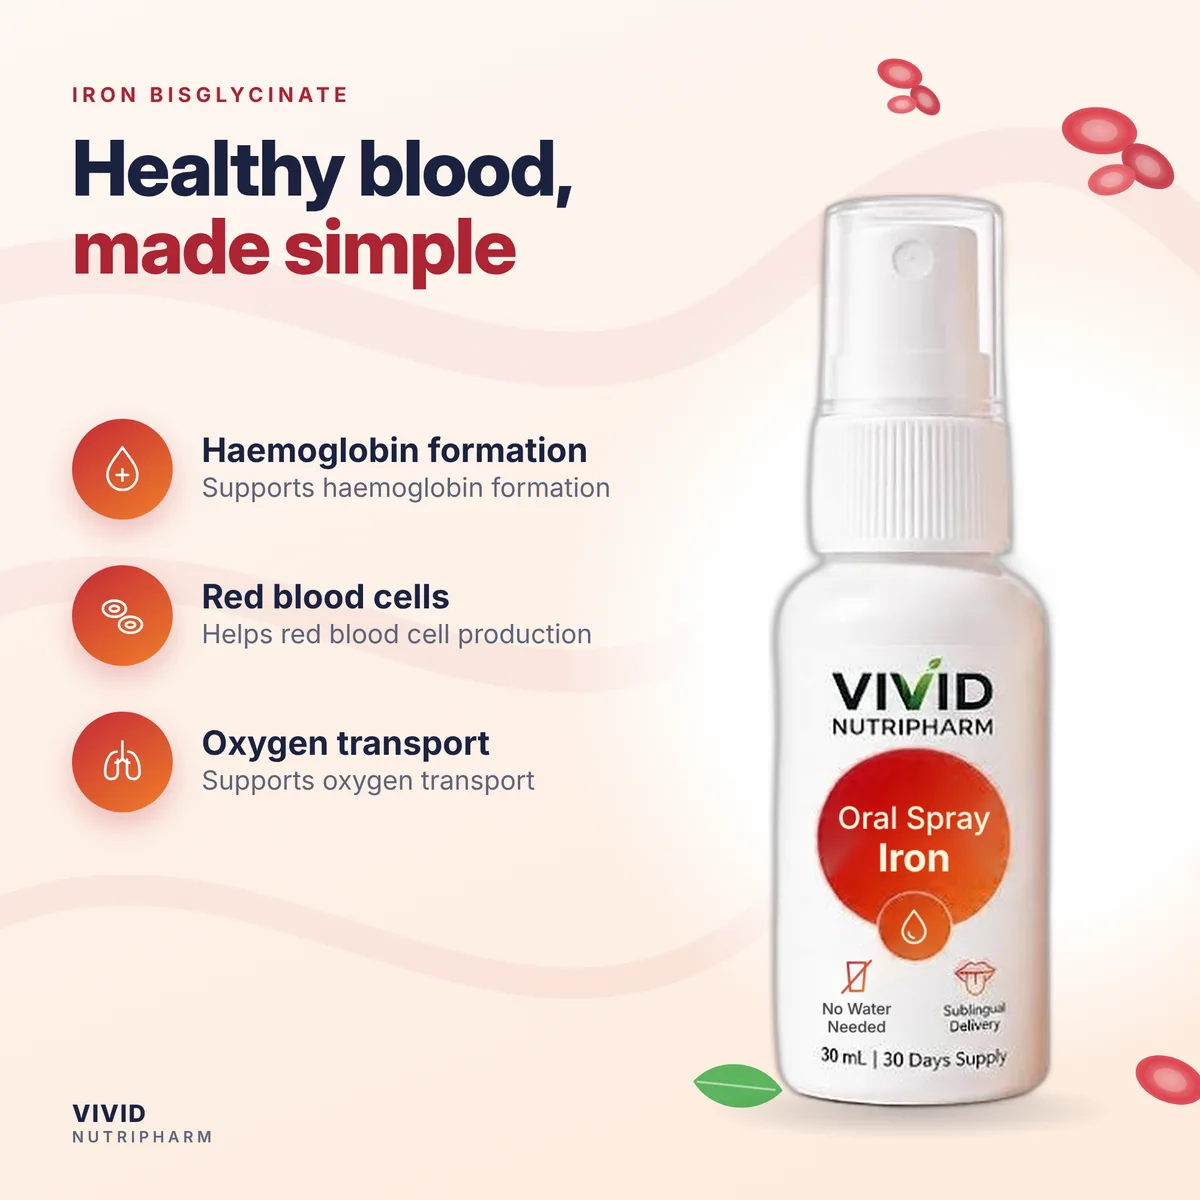 IRON BISGLYCINATE
Healthy blood,
made simple
Haemoglobin formation
Supports haemoglobin formation
Red blood cells
Helps red blood cell production
Oxygen transport
Supports oxygen transport
VIVID
NUTRIPHARM
Oral Spray
Iron
No Water
Needed
Sublingual
Delivery
30 mL | 30 Days Supply
VIVID
NUTRIPHARM